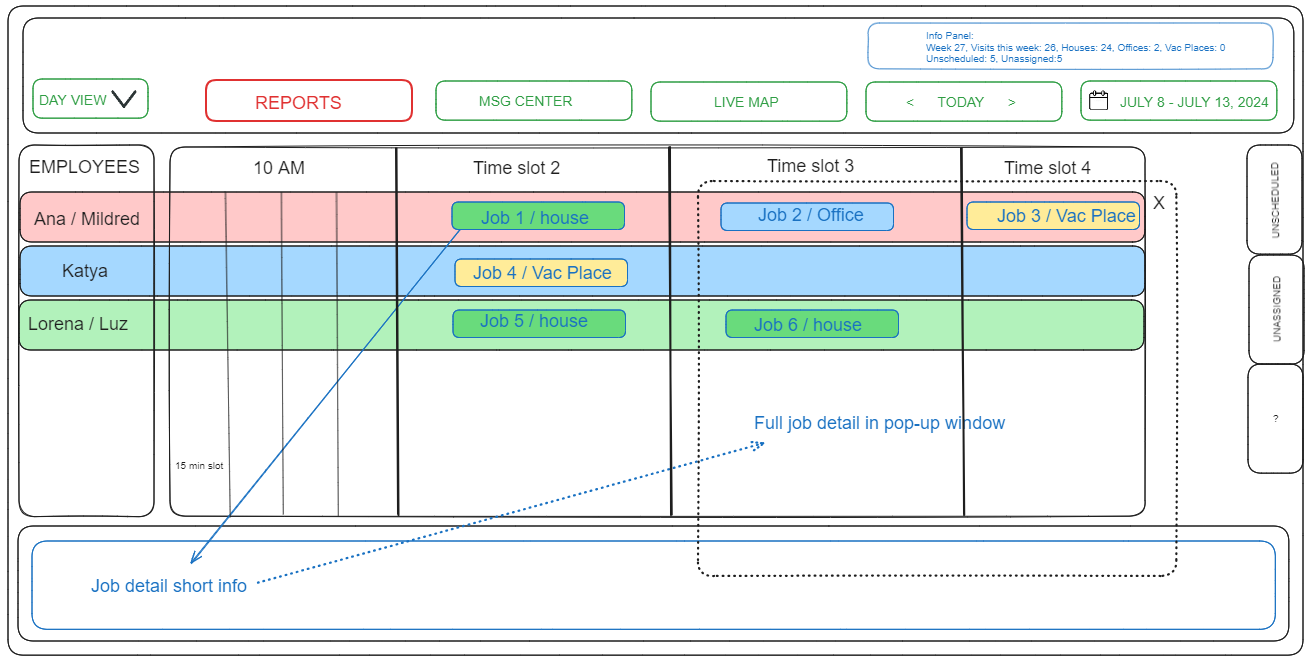 Info Panel:
Week 27, Visits this week: 26, Houses: 24, Offices: 2, Vac Places: 0
Unscheduled: 5, Unassigned:5
DAY VIEW
REPORTS
MSG CENTER
LIVE MAP
< TODAY >
JULY 8 - JULY 13, 2024
EMPLOYEES
10 AM
Time slot 2
Time slot 3
Time slot 4
UNSCHEDULED
X
Ana / Mildred
Job 1 / house
Job 2 / Office
Job 3 / Vac Place
Katya
Job 4 / Vac Place
UNASSIGNED
Lorena / Luz
Job 5 / house
Job 6 / house
?
Full job detail in pop-up window
15 min slot
Job detail short info